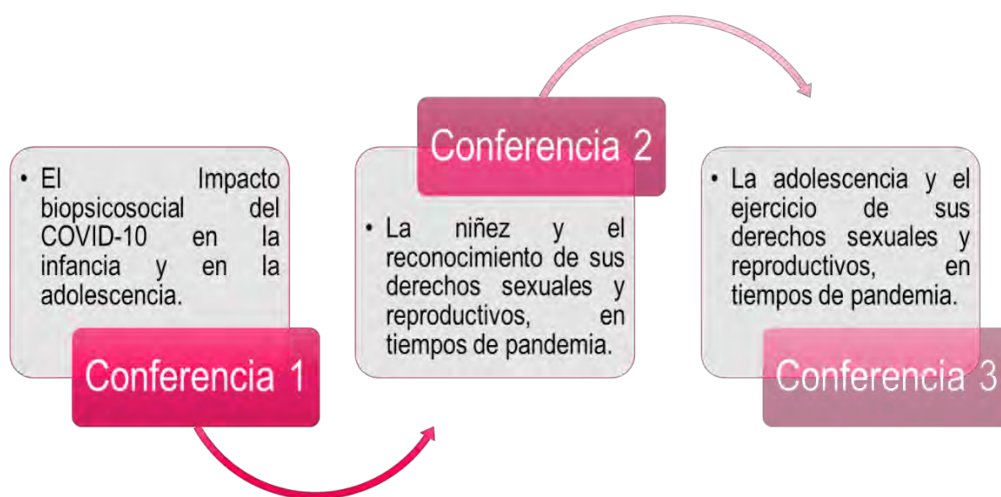 • El Impacto
biopsicosocial del
COVID-10 en la
infancia y en la
adolescencia.
Conferencia 1
Conferencia 2
• La niñez y el
reconocimiento de sus
derechos sexuales y
reproductivos, en
tiempos de pandemia.
• La adolescencia y el
ejercicio de sus
derechos sexuales y
reproductivos, en
tiempos de pandemia.
Conferencia 3